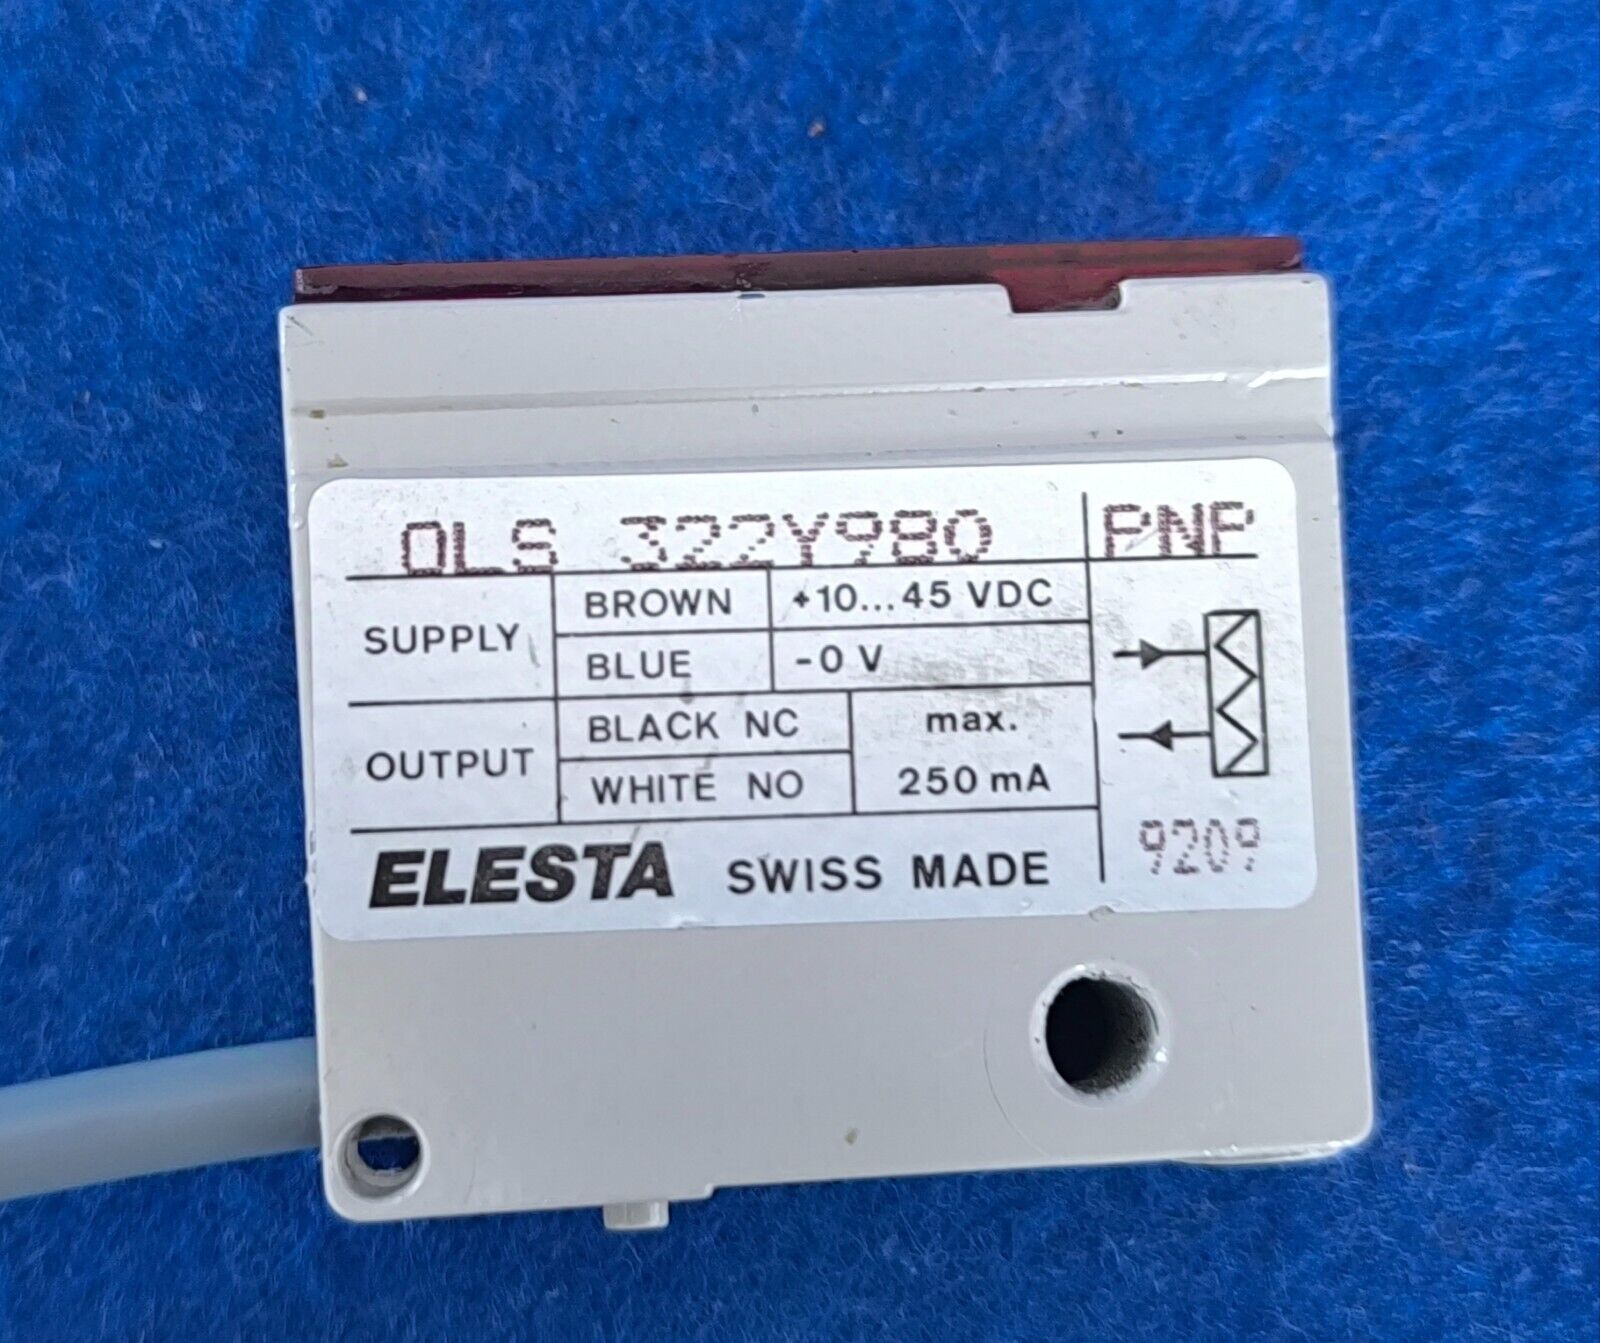 OLS 322Y980 PNP
SUPPLY BROWN +10...45 VDC
BLUE -0 V
OUTPUT BLACK NC max.
WHITE NO 250 mA
ELESTA SWISS MADE 9209